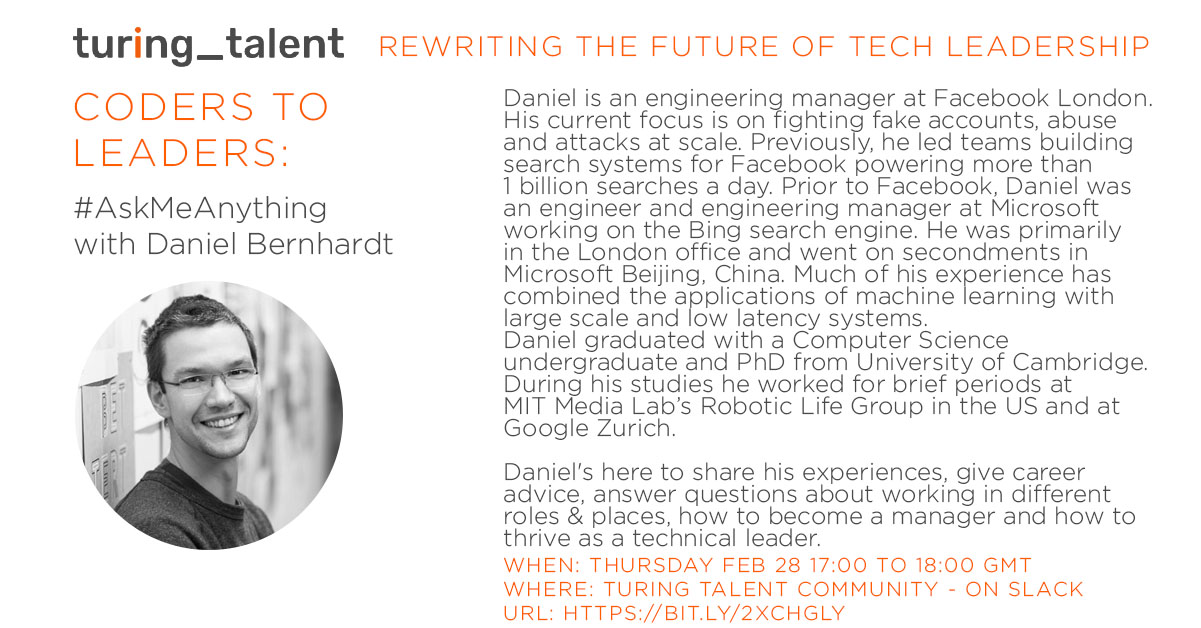 turing_talent
REWRITING THE FUTURE OF TECH LEADERSHIP
CODERS TO
LEADERS:
#AskMeAnything
with Daniel Bernhardt
Daniel is an engineering manager at Facebook London.
His current focus is on fighting fake accounts, abuse
and attacks at scale. Previously, he led teams building
search systems for Facebook powering more than
1 billion searches a day. Prior to Facebook, Daniel was
an engineer and engineering manager at Microsoft
working on the Bing search engine. He was primarily
in the London office and went on secondments in
Microsoft Beijing, China. Much of his experience has
combined the applications of machine learning with
large scale and low latency systems.
Daniel graduated with a Computer Science
undergraduate and PhD from University of Cambridge.
During his studies he worked for brief periods at
MIT Media Lab’s Robotic Life Group in the US and at
Google Zurich.
Daniel's here to share his experiences, give career
advice, answer questions about working in different
roles & places, how to become a manager and how to
thrive as a technical leader.
WHEN: THURSDAY FEB 28 17:00 TO 18:00 GMT
WHERE: TURING TALENT COMMUNITY - ON SLACK
URL: HTTPS://BIT.LY/2XCHGLY